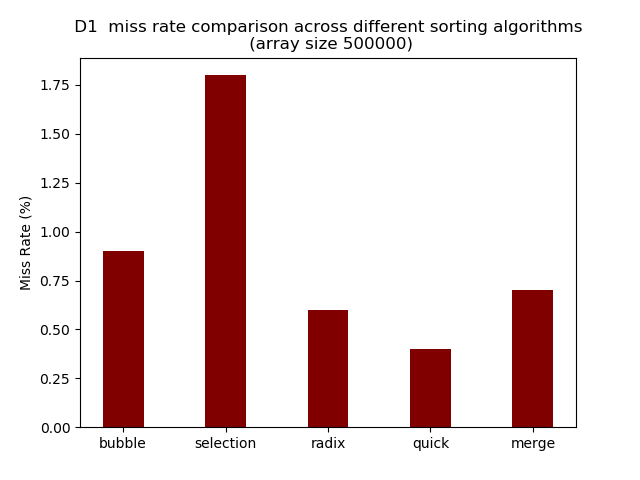 D1  miss rate comparison across different sorting algorithms
(array size 500000)
Miss Rate (%)
1.75
1.50
1.25
1.00
0.75
0.50
0.25
0.00
bubble selection radix quick merge